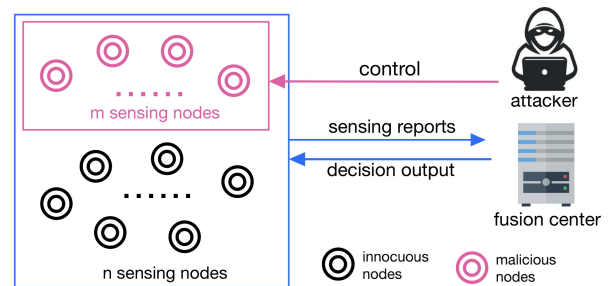 control
attacker
m sensing nodes
sensing reports
decision output
fusion center
n sensing nodes
innocuous
nodes
malicious
nodes